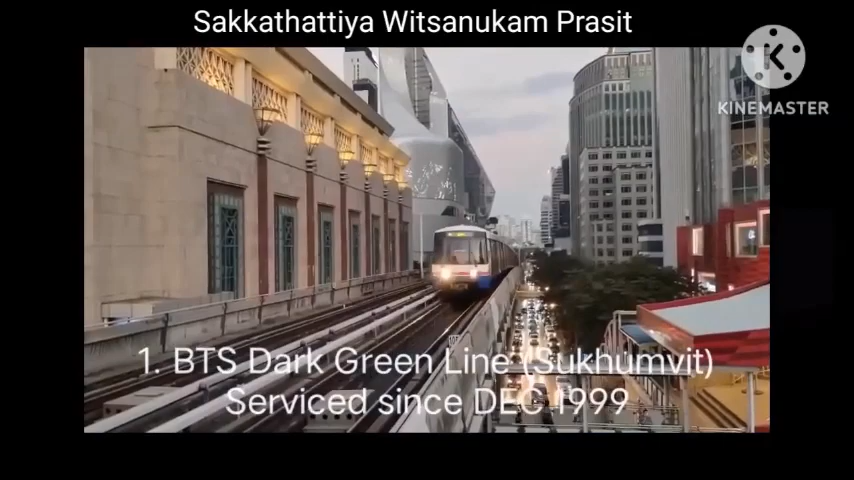 Sakkathattiya Witsanukam Prasit
KINEMASTER
1. BTS Dark Green Line (Sukhumvit)
Serviced since DEC 1999